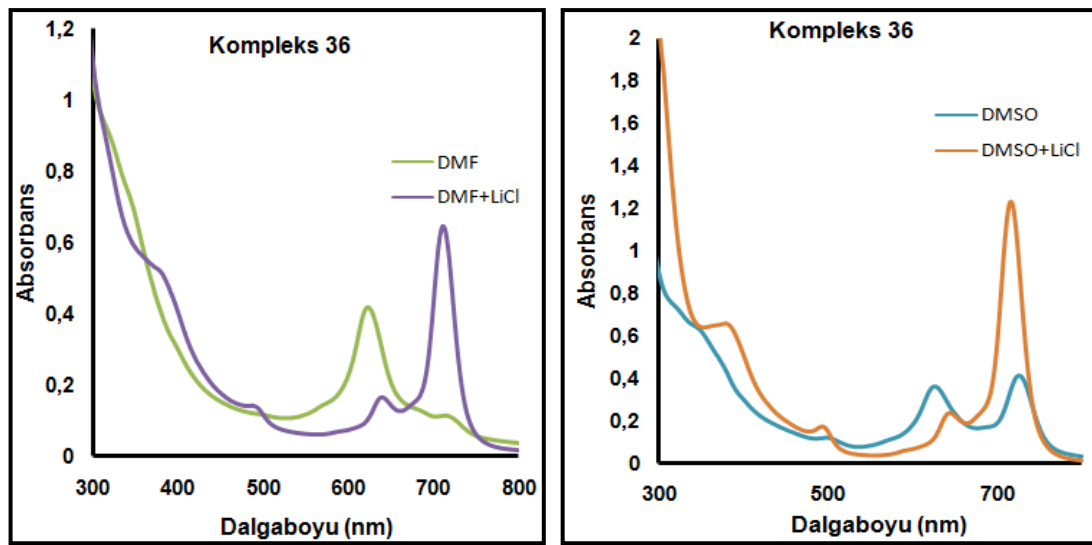 Kompleks 36
1,2
1
0,8
0,6
0,4
0,2
0
Absorbans
DMF
DMF+LiCl
300 400 500 600 700 800
Dalgaboyu (nm)
Kompleks 36
2
1,8
1,6
1,4
1,2
1
0,8
0,6
0,4
0,2
0
Absorbans
DMSO
DMSO+LiCl
300 500 700
Dalgaboyu (nm)